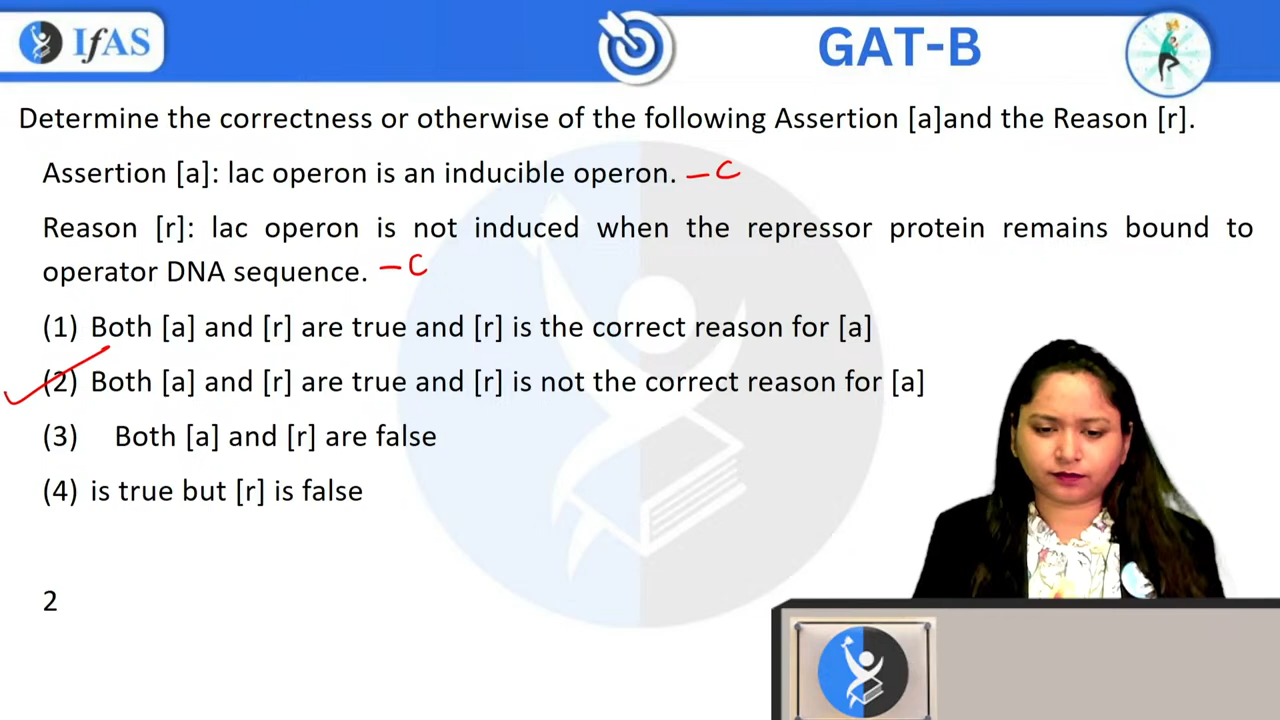 IfAS
GAT-B
Determine the correctness or otherwise of the following Assertion [a]and the Reason [r].
Assertion [a]: lac operon is an inducible operon. – C
Reason [r]: lac operon is not induced when the repressor protein remains bound to
operator DNA sequence. – C
(1) Both [a] and [r] are true and [r] is the correct reason for [a]
(2) Both [a] and [r] are true and [r] is not the correct reason for [a]
(3) Both [a] and [r] are false
(4) is true but [r] is false
2